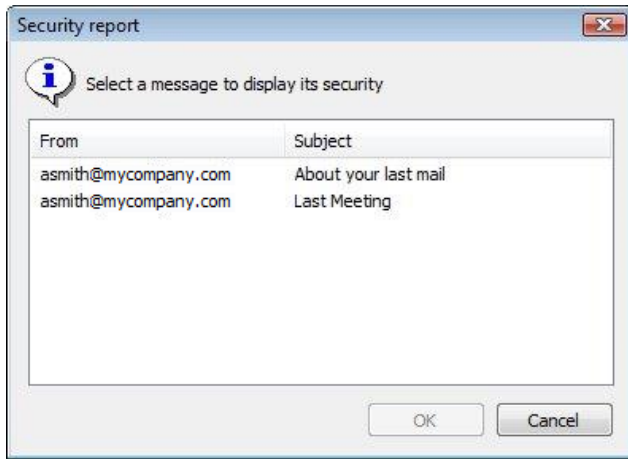 Security report
Select a message to display its security
From Subject
asmith@mycompany.com About your last mail
asmith@mycompany.com Last Meeting
OK Cancel